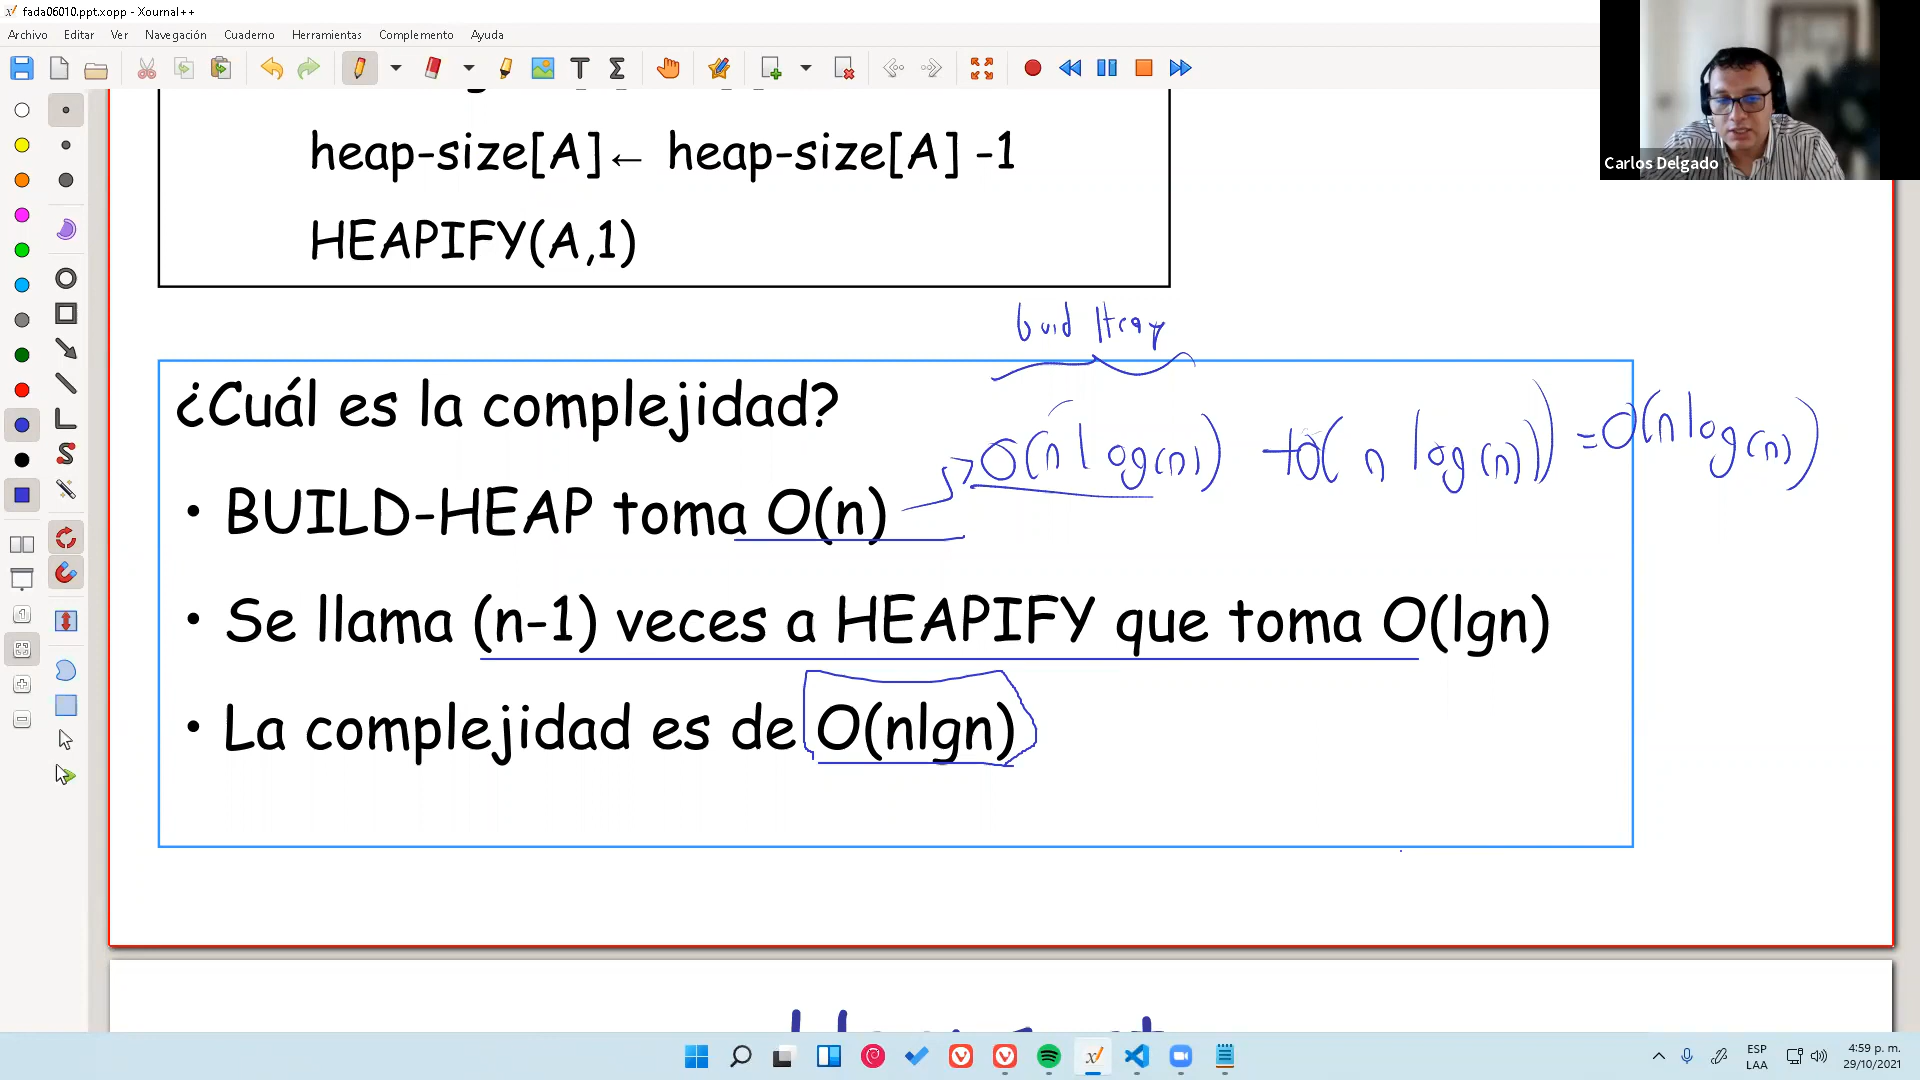 fada06010.ppt.xopp - Xournal++
Archivo Editar Ver Navegación Cuaderno Herramientas Complemento Ayuda
Carlos Delgado
heap-size[A]← heap-size[A] -1
HEAPIFY(A,1)
buid Heap
¿Cuál es la complejidad?
O(n log(n)) + O(n log(n)) = O(n log(n))
• BUILD-HEAP toma O(n)
• Se llama (n-1) veces a HEAPIFY que toma O(lgn)
• La complejidad es de O(nlgn)
ESP
LAA
4:59 p. m.
29/10/2021